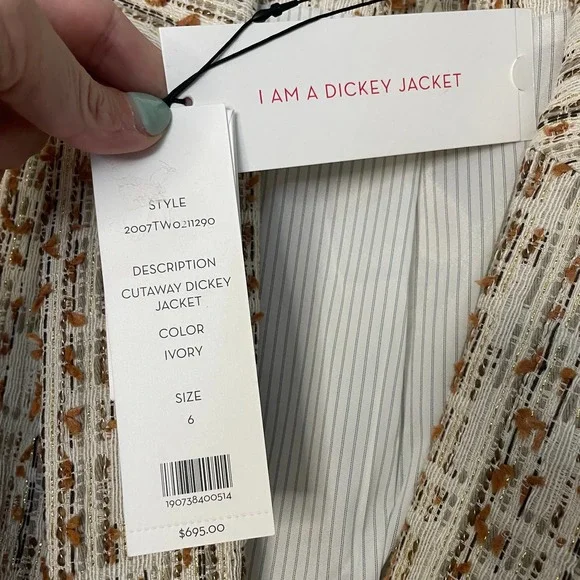 I AM A DICKEY JACKET
STYLE
2007TW0211290
DESCRIPTION
CUTAWAY DICKEY
JACKET
COLOR
IVORY
SIZE
6
190738400514
$695.00